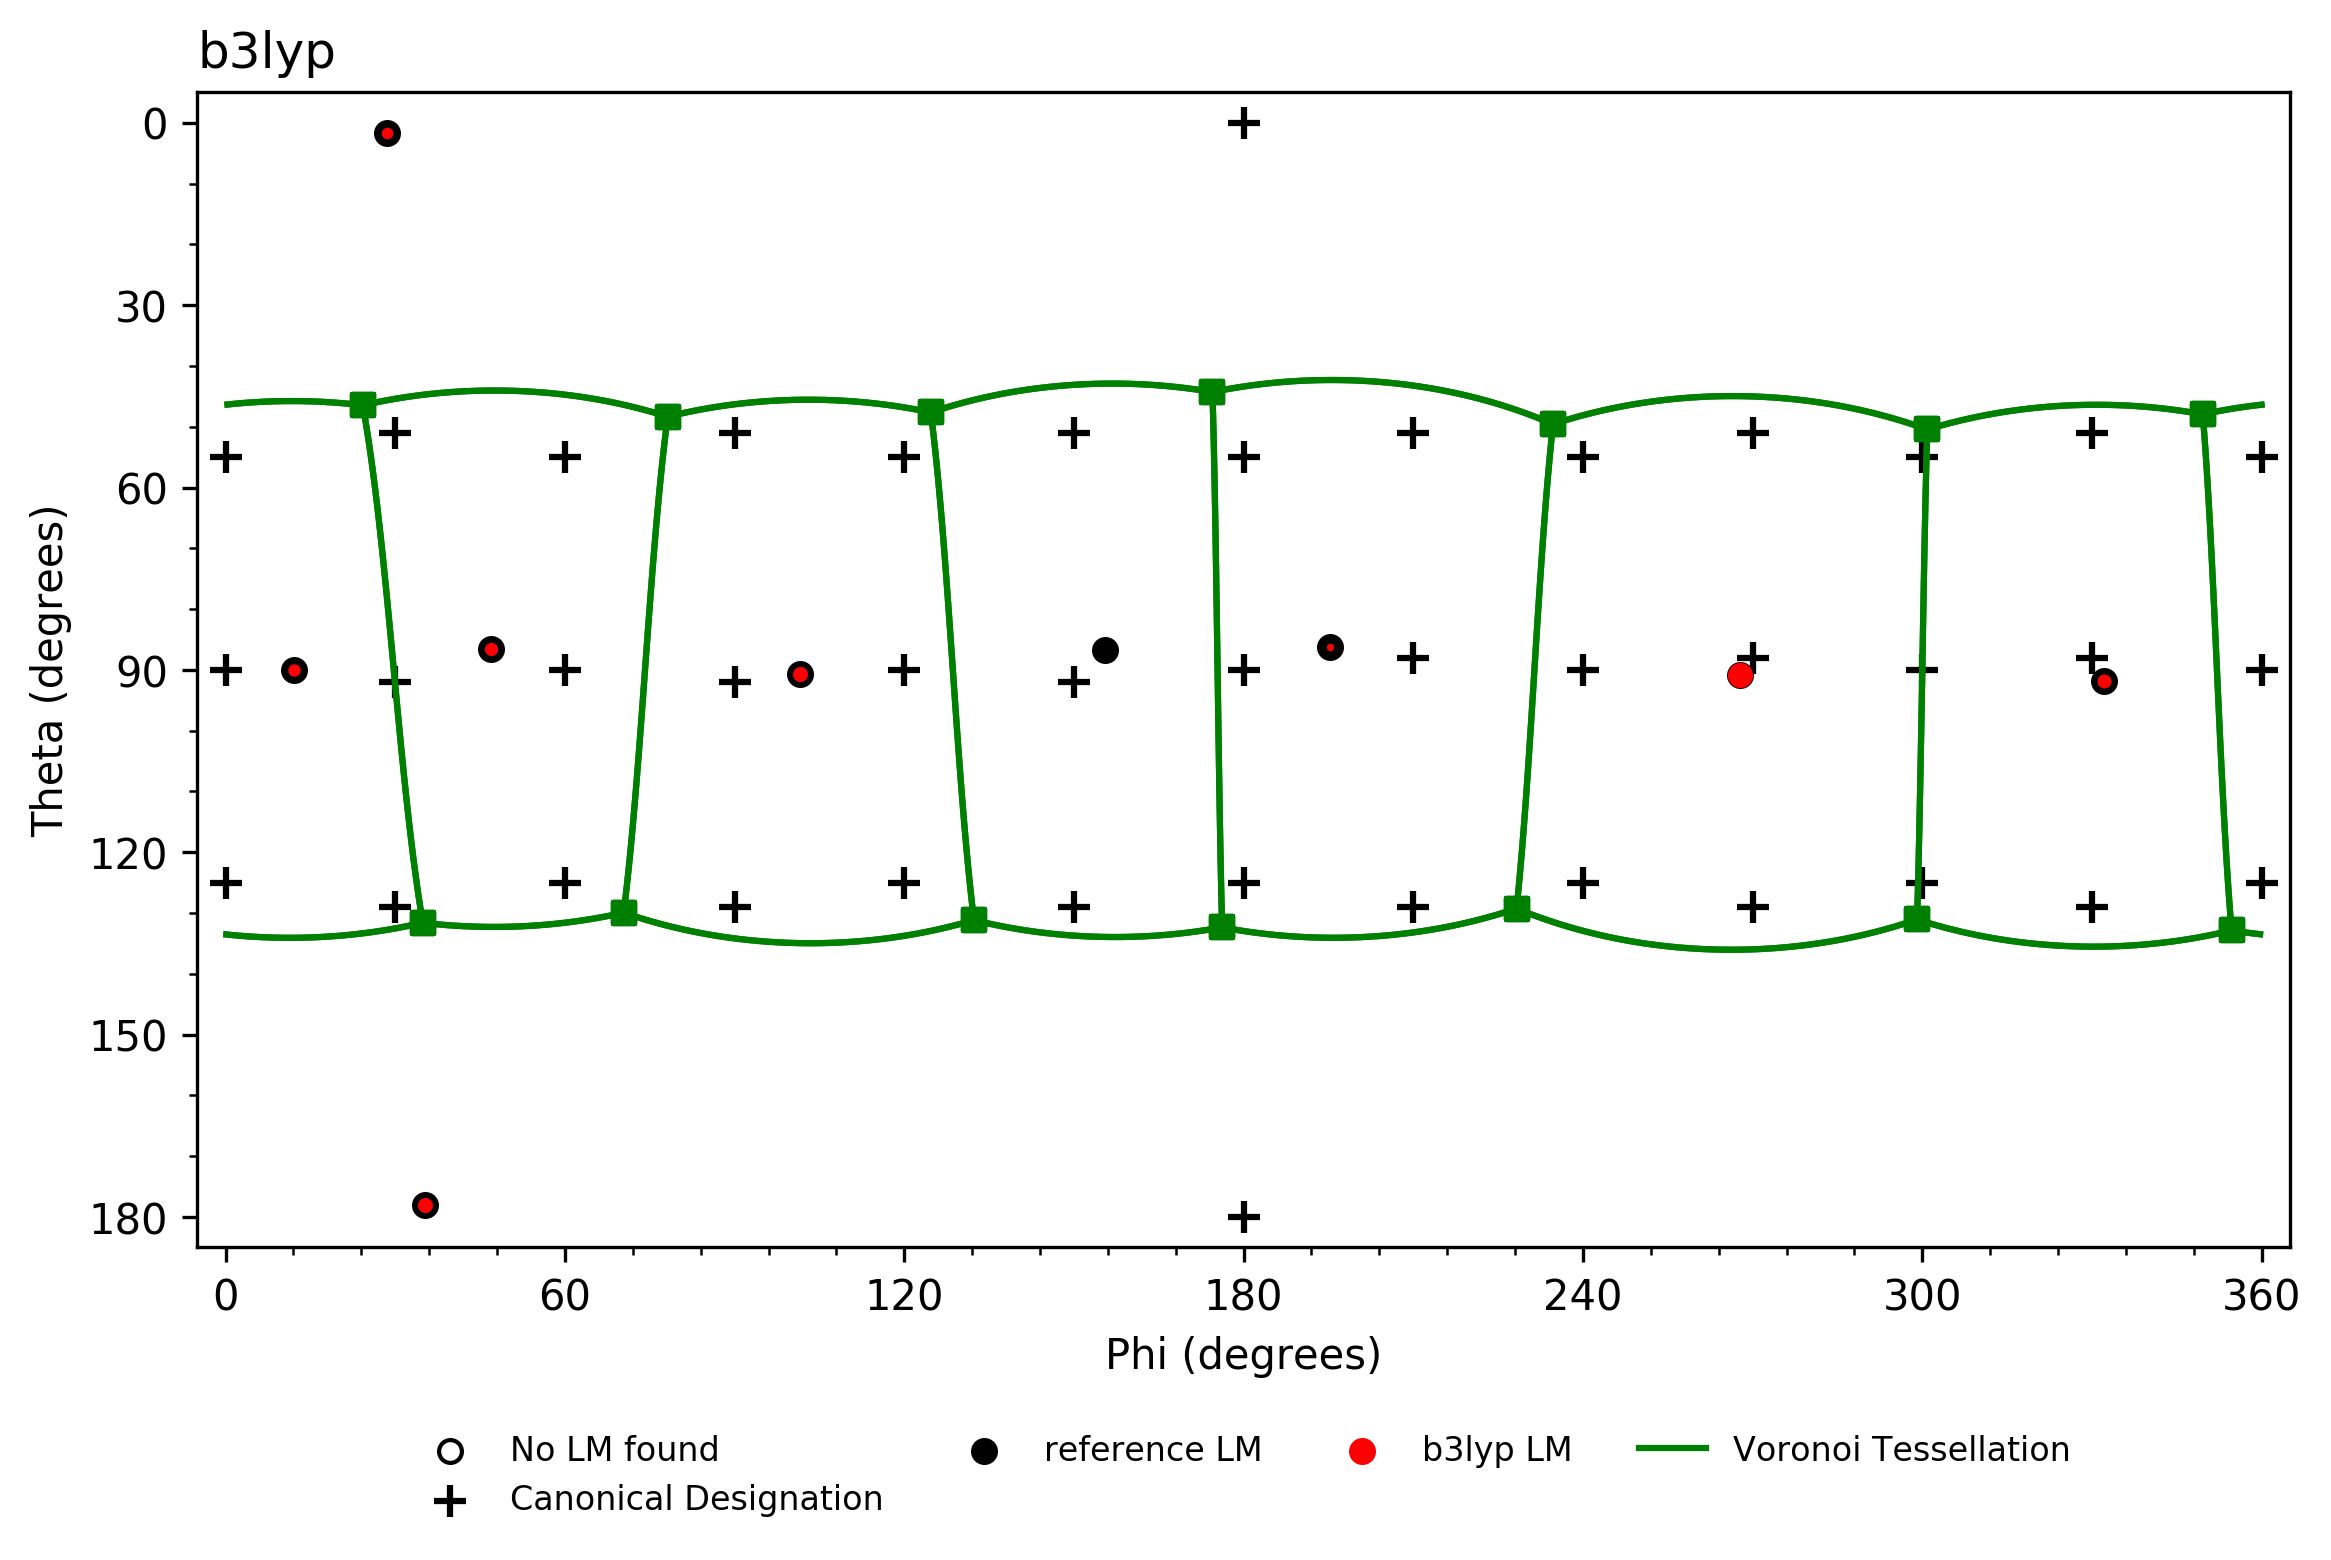 b3lyp
0
30
60
90
120
150
180
Theta (degrees)
0 60 120 180 240 300 360
Phi (degrees)
No LM found reference LM b3lyp LM Voronoi Tessellation
Canonical Designation